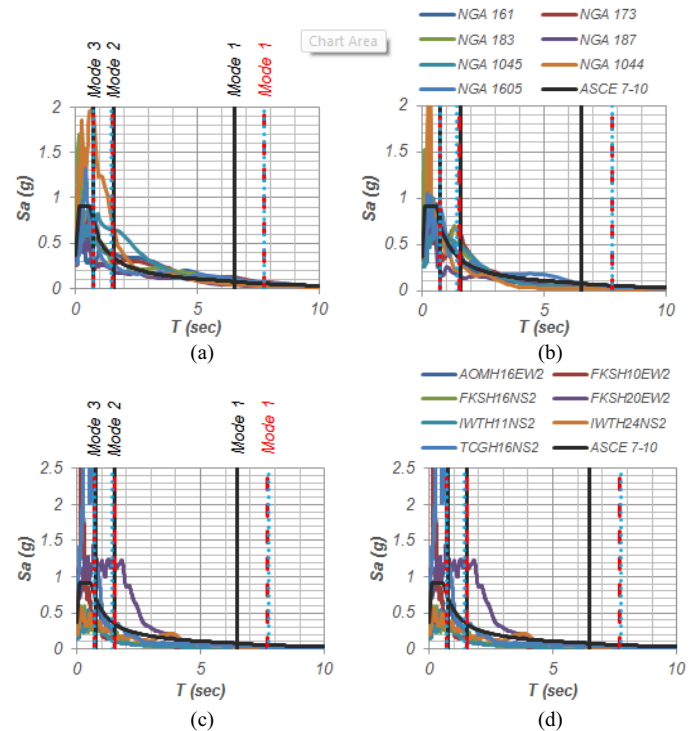 Mode 3
Mode 2
Mode 1
Mode 1
Chart Area
NGA 161 NGA 173
NGA 183 NGA 187
NGA 1045 NGA 1044
NGA 1605 ASCE 7-10
2
1.5
1
0.5
0
Sa (g)
0 5 10
T (sec)
(a)
2
1.5
1
0.5
0
Sa (g)
0 5 10
T (sec)
(b)
Mode 3
Mode 2
Mode 1
Mode 1
AOMH16EW2 FKSH10EW2
FKSH16NS2 FKSH20EW2
IWTH11NS2 IWTH24NS2
TCGH16NS2 ASCE 7-10
2.5
2
1.5
1
0.5
0
Sa (g)
0 5 10
T (sec)
(c)
2.5
2
1.5
1
0.5
0
Sa (g)
0 5 10
T (sec)
(d)